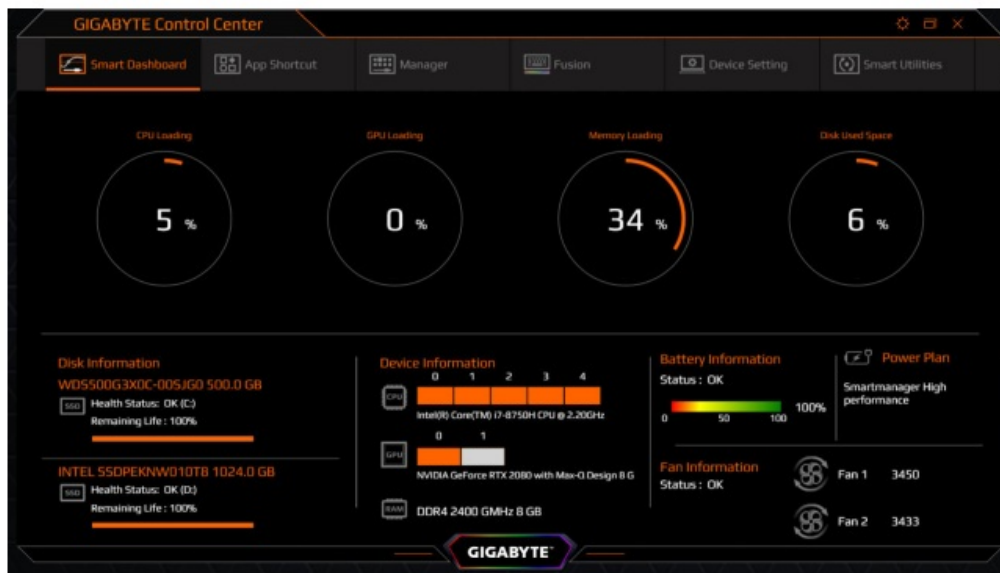 GIGABYTE Control Center
Smart Dashboard
App Shortcut
Manager
Fusion
Device Setting
Smart Utilities
CPU Loading
GPU Loading
Memory Loading
Disk Used Space
5 %
0 %
34 %
6 %
Disk Information
WDS500G3X0C-00SJG0 500.0 GB
SSD
Health Status: OK (C:)
Remaining Life: 100%
INTEL SSDPEKNW010T8 1024.0 GB
SSD
Health Status: OK (D:)
Remaining Life : 100%
Device Information
0 1 2 3 4
CPU
Intel(R) Core(TM) i7-8750H CPU @ 2.20GHz
0 1
GPU
NVIDIA GeForce RTX 2080 with Max-Q Design 8 G
RAM
DDR4 2400 GMHz 8 GB
Battery Information
Status : OK
100%
0 50 100
Power Plan
Smartmanager High
performance
Fan Information
Status : OK
Fan 1 3450
Fan 2 3433
GIGABYTE™